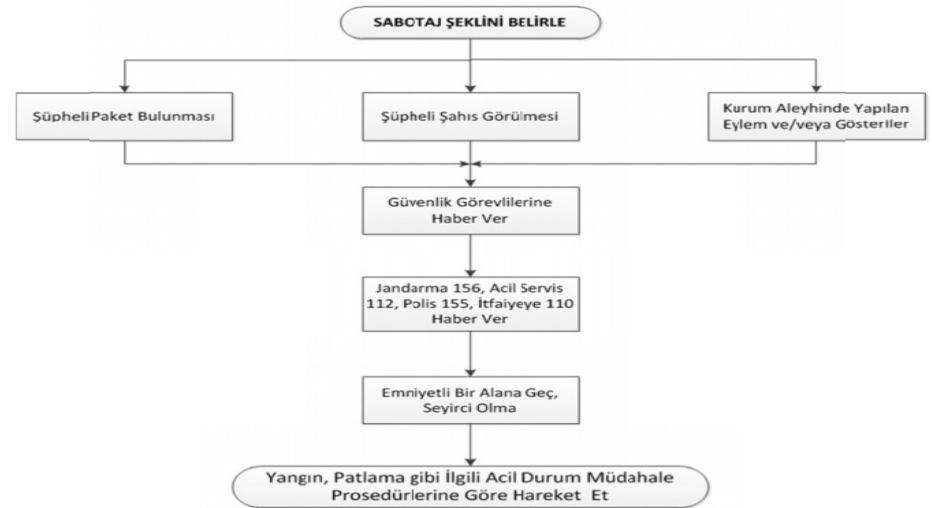 SABOTAJ ŞEKLİNİ BELİRLE
Şüpheli Paket Bulunması
Şüpheli Şahıs Görülmesi
Kurum Aleyhinde Yapılan
Eylem ve/veya Gösteriler
Güvenlik Görevlilerine
Haber Ver
Jandarma 156, Acil Servis
112, Polis 155, İtfaiyeye 110
Haber Ver
Emniyetli Bir Alana Geç,
Seyirci Olma
Yangın, Patlama gibi İlgili Acil Durum Müdahale
Prosedürlerine Göre Hareket Et